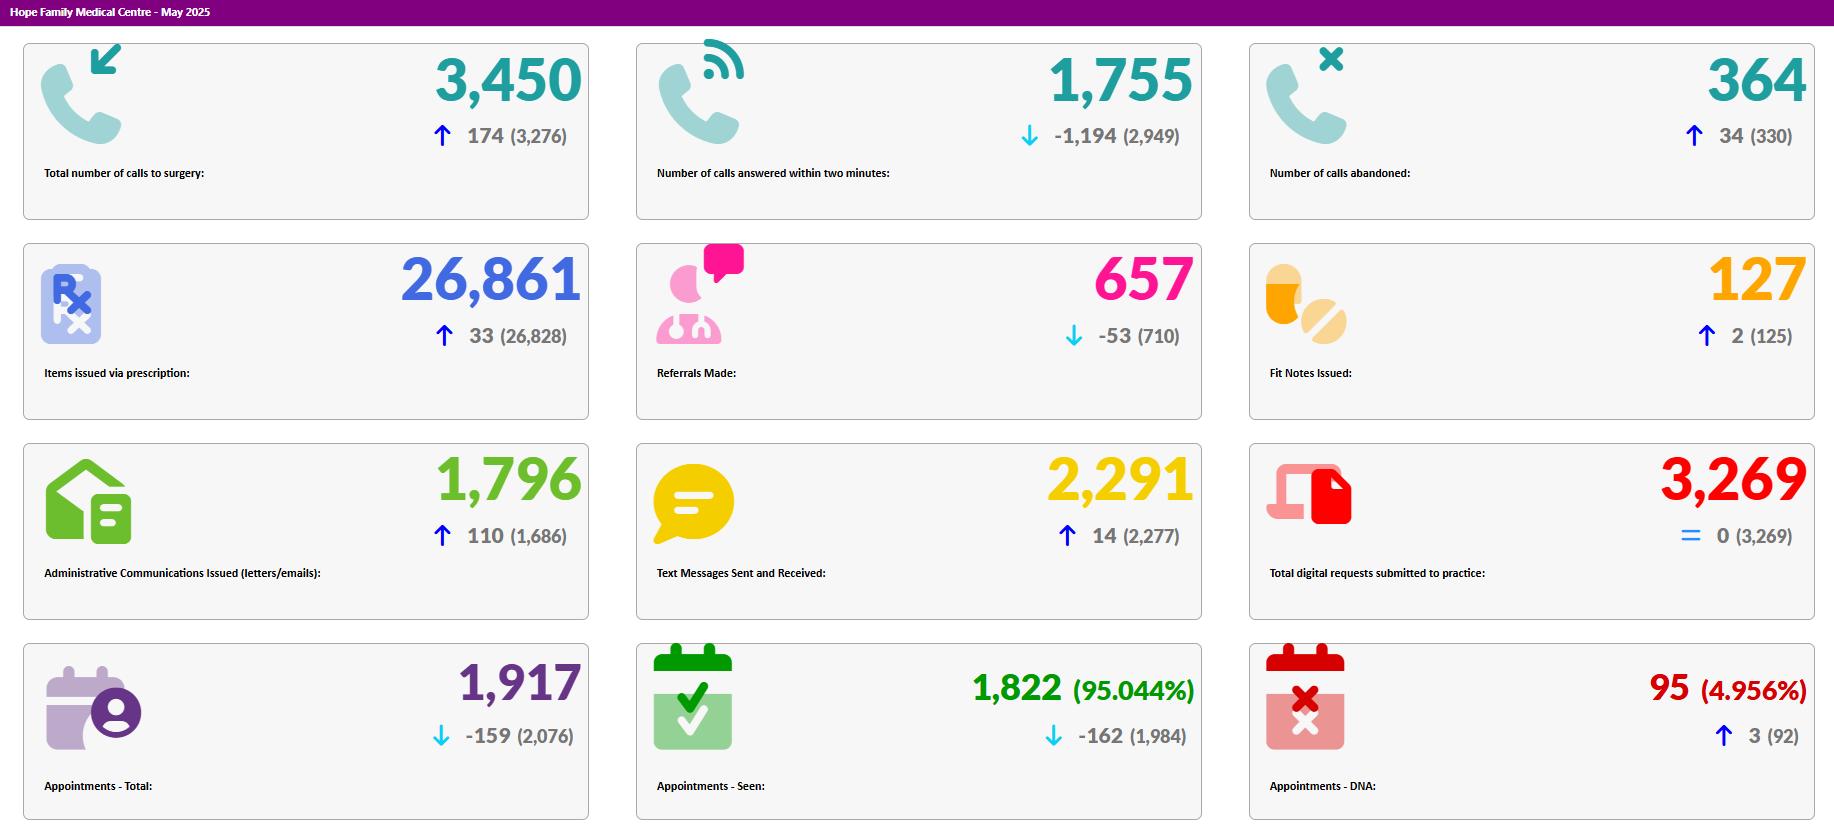 Hope Family Medical Centre - May 2025
3,450
174 (3,276)
Total number of calls to surgery:
1,755
-1,194 (2,949)
Number of calls answered within two minutes:
364
34 (330)
Number of calls abandoned:
Rx
Rx
26,861
33 (26,828)
Items issued via prescription:
657
-53 (710)
Referrals Made:
127
2 (125)
Fit Notes Issued:
1,796
110 (1,686)
Administrative Communications Issued (letters/emails):
2,291
14 (2,277)
Text Messages Sent and Received:
3,269
= 0 (3,269)
Total digital requests submitted to practice:
1,917
-159 (2,076)
Appointments - Total:
1,822 (95.044%)
-162 (1,984)
Appointments - Seen:
95 (4.956%)
3 (92)
Appointments - DNA: